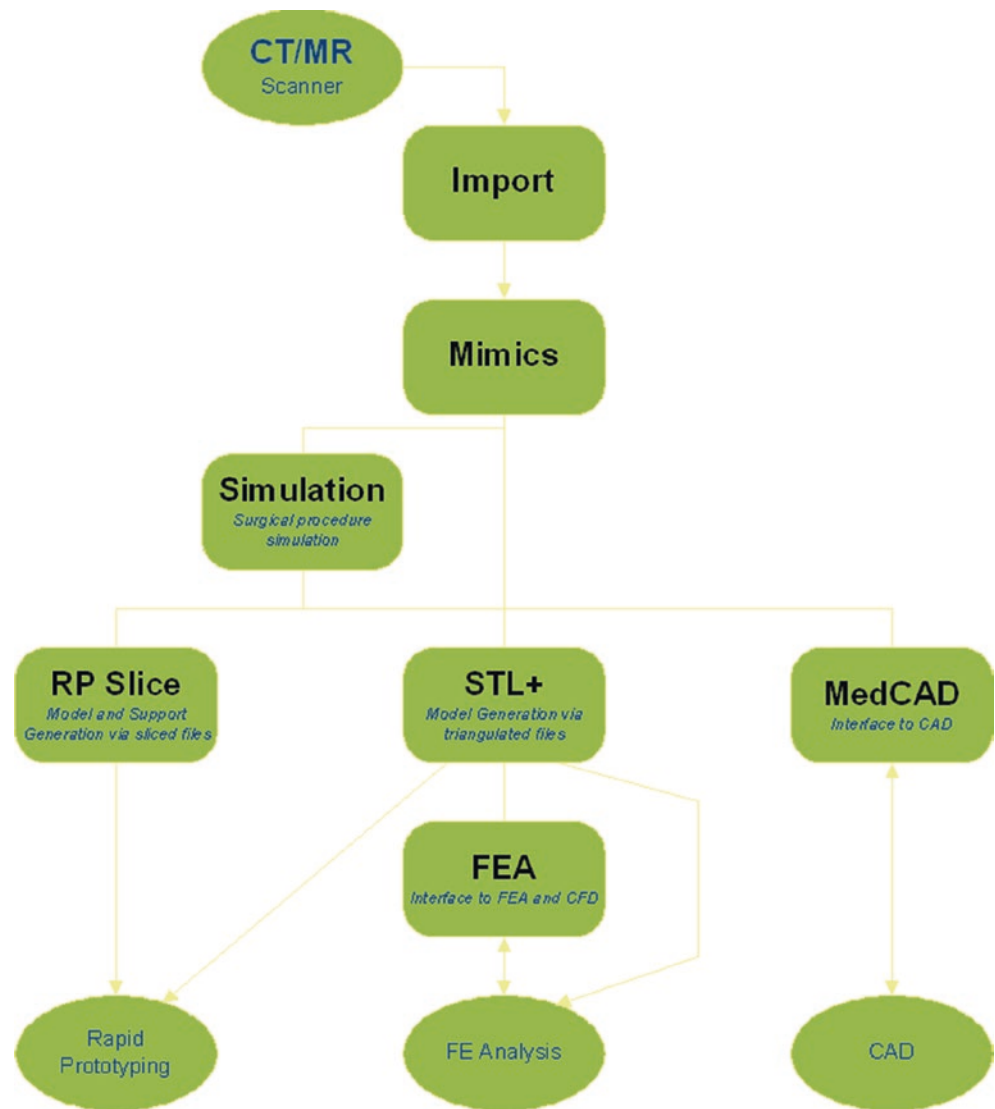 CT/MR
Scanner
Import
Mimics
Simulation
Surgical procedure
simulation
RP Slice
Model and Support
Generation via sliced files
STL+
Model Generation via
triangulated files
MedCAD
Interface to CAD
FEA
Interface to FEA and CFD
Rapid
Prototyping
FE Analysis
CAD